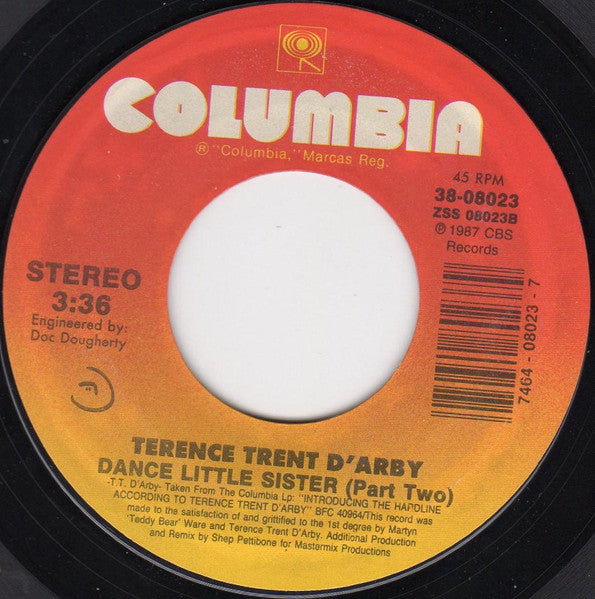 COLUMBIA
® "Columbia," Marcas Reg.
45 RPM
38-08023
ZSS 08023B
℗ 1987 CBS
Records
STEREO
3:36
Engineered by:
Doc Dougherty
7464 - 08023 - 7
TERENCE TRENT D'ARBY
DANCE LITTLE SISTER (Part Two)
-T.T. D'Arby- Taken From The Columbia Lp: "INTRODUCING THE HARDLINE
ACCORDING TO TERENCE TRENT D'ARBY" BFC 40964/This record was
made to the satisfaction of and grittified to the 1st degree by Martyn
'Teddy Bear' Ware and Terence Trent D'Arby. Additional Production
and Remix by Shep Pettibone for Mastermix Productions